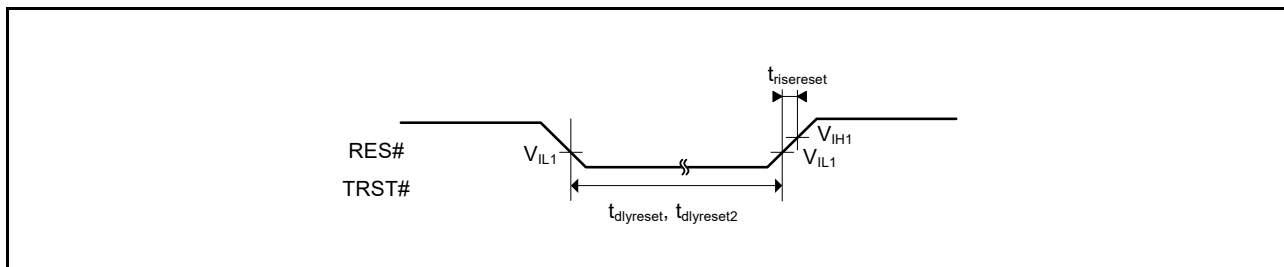 t_risereset
V_IH1
RES#
V_IL1
V_IL1
TRST#
t_dlyreset, t_dlyreset2